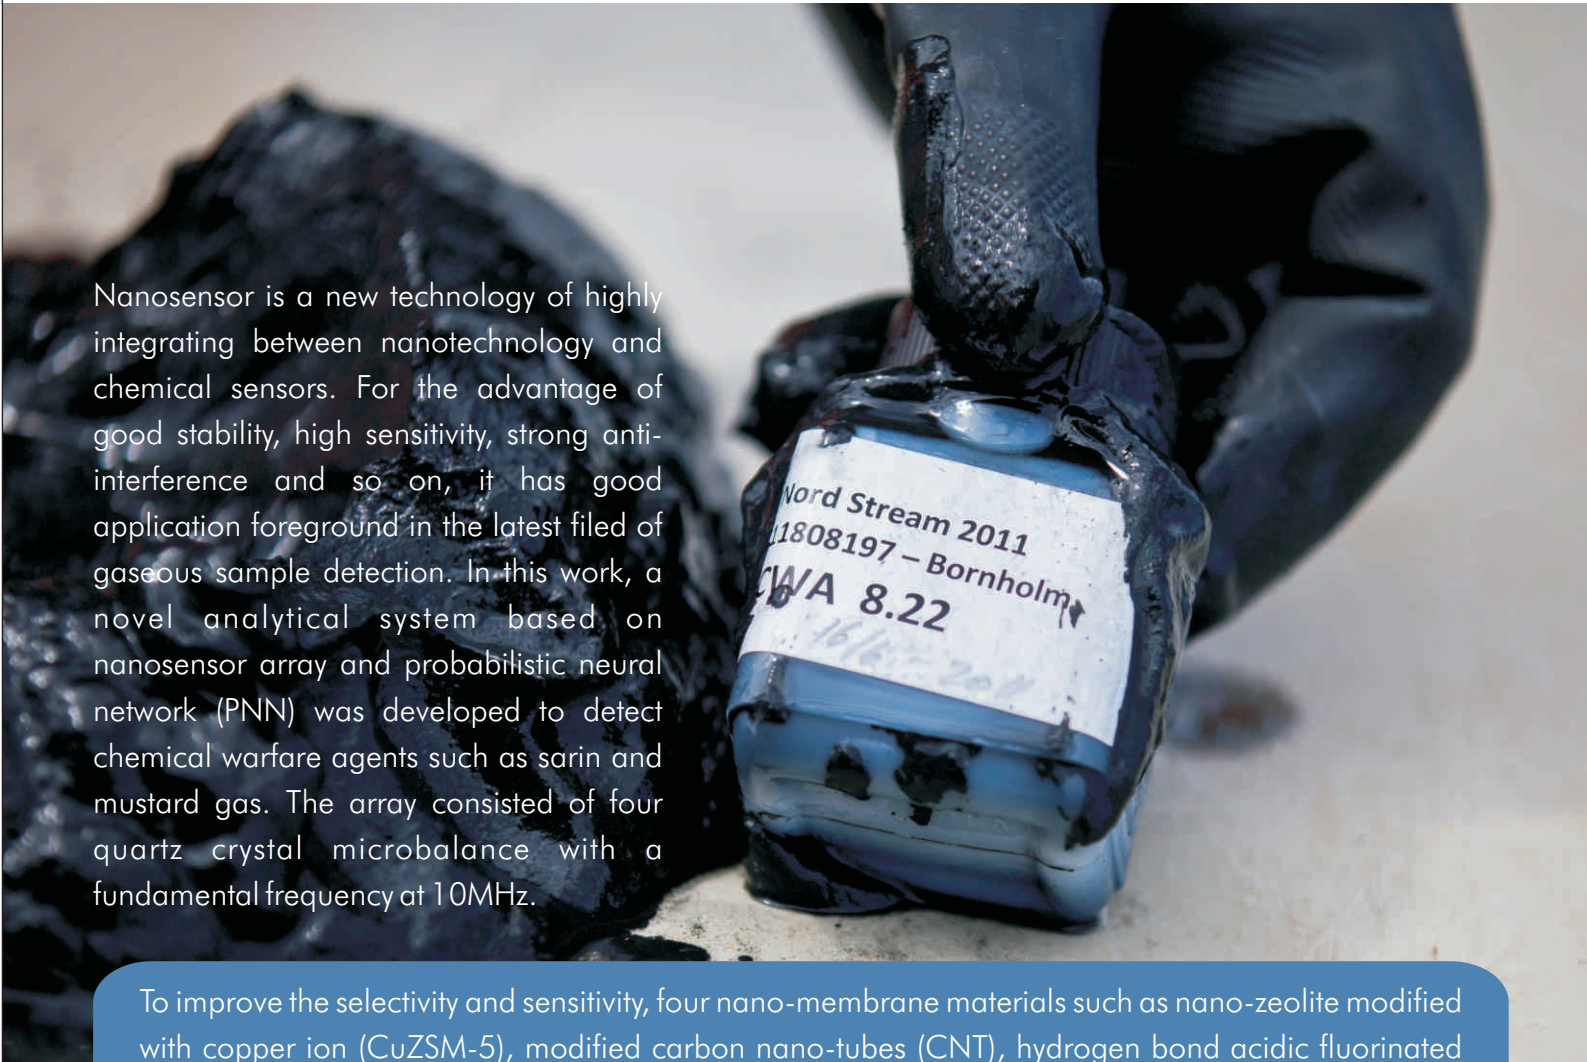 Nanosensor is a new technology of highly
integrating between nanotechnology and
chemical sensors. For the advantage of
good stability, high sensitivity, strong anti-
interference and so on, it has good
application foreground in the latest filed of
gaseous sample detection. In this work, a
novel analytical system based on
nanosensor array and probabilistic neural
network (PNN) was developed to detect
chemical warfare agents such as sarin and
mustard gas. The array consisted of four
quartz crystal microbalance with a
fundamental frequency at 10MHz.
Nord Stream 2011
11808197 – Bornholm
CWA 8.22
To improve the selectivity and sensitivity, four nano-membrane materials such as nano-zeolite modified
with copper ion (CuZSM-5), modified carbon nano-tubes (CNT), hydrogen bond acidic fluorinated